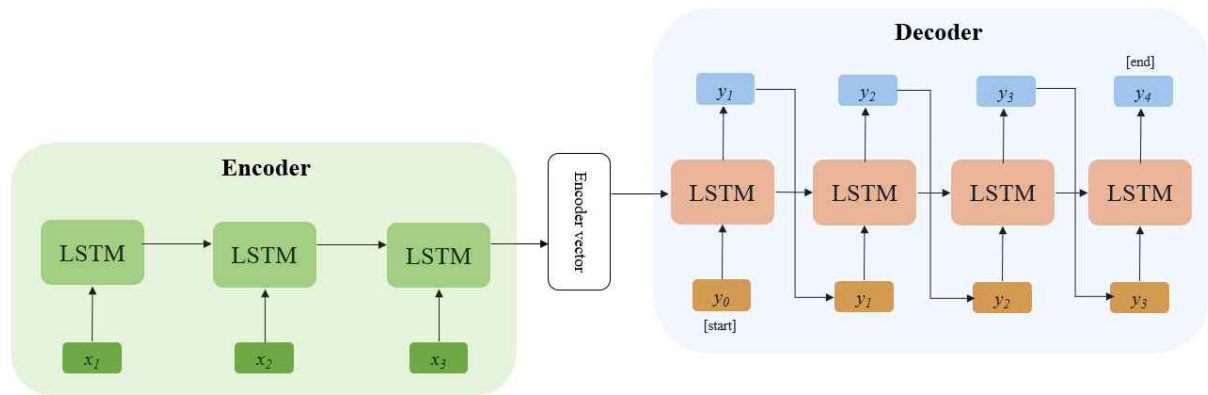 Encoder
LSTM
LSTM
LSTM
x1
x2
x3
Encoder vector
Decoder
[end]
y1
y2
y3
y4
LSTM
LSTM
LSTM
LSTM
y0
y1
y2
y3
[start]